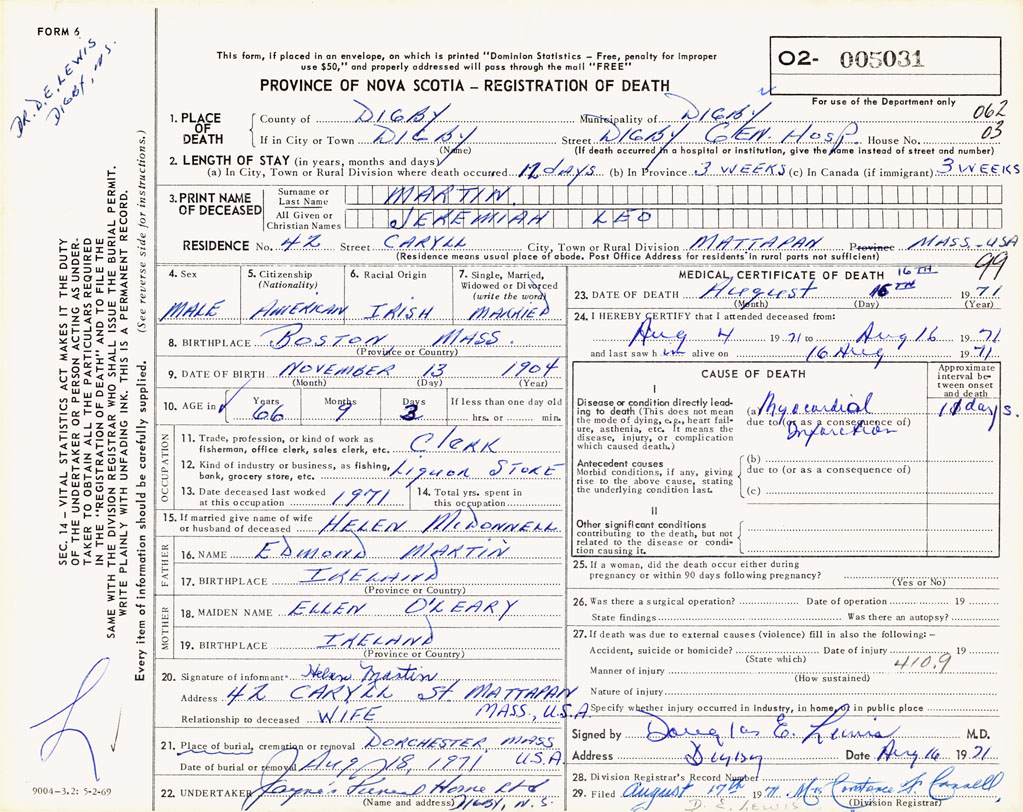 FORM 6
DR. D. E. LEWIS
DIGBY, N.S.
This form, if placed in an envelope, on which is printed "Dominion Statistics – Free, penalty for improper
use $50," and properly addressed will pass through the mail "FREE"
PROVINCE OF NOVA SCOTIA – REGISTRATION OF DEATH
02- 005031
For use of the Department only
062
03
1. PLACE OF DEATH
County of DIGBY Municipality of DIGBY
If in City or Town DIGBY Street DIGBY GEN. HOSP House No.
(Name) (If death occurred in a hospital or institution, give the name instead of street and number)
2. LENGTH OF STAY (in years, months and days)
(a) In City, Town or Rural Division where death occurred 12 days (b) In Province 3 WEEKS (c) In Canada (if immigrant) 3 WEEKS
3. PRINT NAME OF DECEASED
Surname or Last Name MARTIN
All Given or Christian Names JEREMIAH LEO
RESIDENCE No. 42 Street CARYLL City, Town or Rural Division MATTAPAN Province MASS.-USA
(Residence means usual place of abode. Post Office Address for residents in rural parts not sufficient)
99
4. Sex MALE
5. Citizenship (Nationality) AMERICAN
6. Racial Origin IRISH
7. Single, Married, Widowed or Divorced (write the word) MARRIED
8. BIRTHPLACE BOSTON MASS.
(Province or Country)
9. DATE OF BIRTH NOVEMBER 13 1904
(Month) (Day) (Year)
10. AGE in Years 66 Months 9 Days 3 If less than one day old hrs. or min.
OCCUPATION
11. Trade, profession, or kind of work as fisherman, office clerk, sales clerk, etc. CLERK
12. Kind of industry or business, as fishing, bank, grocery store, etc. LIQUOR STORE
13. Date deceased last worked at this occupation 1971
14. Total yrs. spent in this occupation
15. If married give name of wife or husband of deceased HELEN McDONNELL
FATHER
16. NAME EDMOND MARTIN
17. BIRTHPLACE IRELAND
(Province or Country)
MOTHER
18. MAIDEN NAME ELLEN O'LEARY
19. BIRTHPLACE IRELAND
(Province or Country)
20. Signature of informant Helen Martin
Address 42 CARYLL St. MATTAPAN
MASS., U.S.A.
Relationship to deceased WIFE
21. Place of burial, cremation or removal DORCHESTER, MASS
U.S.A.
Date of burial or removal Aug 18, 1971
22. UNDERTAKER Jayne's Funeral Home Ltd
(Name and address) DIGBY, N.S.
MEDICAL CERTIFICATE OF DEATH
16TH
23. DATE OF DEATH August 16TH 1971
(Month) (Day) (Year)
24. I HEREBY CERTIFY that I attended deceased from:
Aug 4 1971 to Aug 16 1971
and last saw him alive on 16 Aug 1971
CAUSE OF DEATH
Approximate interval between onset and death
I
Disease or condition directly leading to death (This does not mean the mode of dying, e.g., heart failure, asthenia, etc. It means the disease, injury, or complication which caused death.)
(a) Myocardial
due to (or as a consequence of)
Infarction
days.
Antecedent causes
Morbid conditions, if any, giving rise to the above cause, stating the underlying condition last.
(b)
due to (or as a consequence of)
(c)
II
Other significant conditions
contributing to the death, but not related to the disease or condition causing it.
25. If a woman, did the death occur either during pregnancy or within 90 days following pregnancy?
(Yes or No)
26. Was there a surgical operation? Date of operation 19
State findings Was there an autopsy?
27. If death was due to external causes (violence) fill in also the following: –
Accident, suicide or homicide? Date of injury 19
(State which) 410.9
Manner of injury
(How sustained)
Nature of injury
Specify whether injury occurred in industry, in home, or in public place
Signed by Douglas E. Lewis M.D.
Address Digby Date Aug 16 1971
28. Division Registrar's Record Number
29. Filed August 17th 1971 Mrs Constance
(Division Registrar)
D. E. LEWIS
SEC. 14 – VITAL STATISTICS ACT MAKES IT THE DUTY
OF THE UNDERTAKER OR PERSON ACTING AS UNDER-
TAKER TO OBTAIN ALL THE PARTICULARS REQUIRED
IN THE "REGISTRATION OF DEATH" AND TO FILE THE
SAME WITH THE DIVISION REGISTRAR WHO SHALL ISSUE THE BURIAL PERMIT.
WRITE PLAINLY WITH UNFADING INK. THIS IS A PERMANENT RECORD.
Every item of information should be carefully supplied. (See reverse side for instructions.)
9004-3.2: 5-2-69